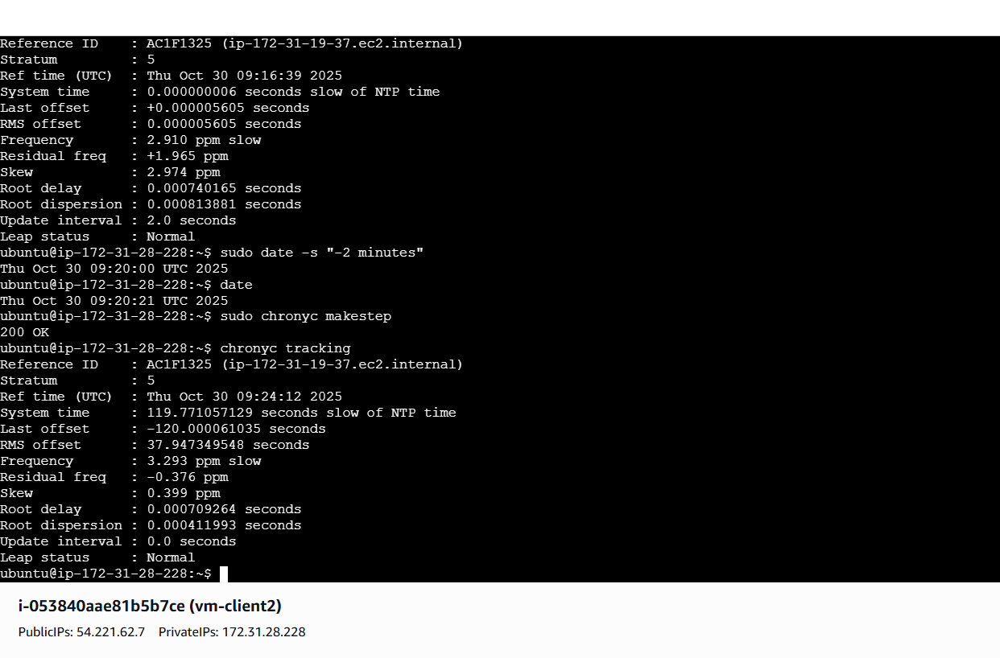 Reference ID    : AC1F1325 (ip-172-31-19-37.ec2.internal)
Stratum         : 5
Ref time (UTC)  : Thu Oct 30 09:16:39 2025
System time     : 0.000000006 seconds slow of NTP time
Last offset     : +0.000005605 seconds
RMS offset      : 0.000005605 seconds
Frequency       : 2.910 ppm slow
Residual freq   : +1.965 ppm
Skew            : 2.974 ppm
Root delay      : 0.000740165 seconds
Root dispersion : 0.000813881 seconds
Update interval : 2.0 seconds
Leap status     : Normal
ubuntu@ip-172-31-28-228:~$ sudo date -s "-2 minutes"
Thu Oct 30 09:20:00 UTC 2025
ubuntu@ip-172-31-28-228:~$ date
Thu Oct 30 09:20:21 UTC 2025
ubuntu@ip-172-31-28-228:~$ sudo chronyc makestep
200 OK
ubuntu@ip-172-31-28-228:~$ chronyc tracking
Reference ID    : AC1F1325 (ip-172-31-19-37.ec2.internal)
Stratum         : 5
Ref time (UTC)  : Thu Oct 30 09:24:12 2025
System time     : 119.771057129 seconds slow of NTP time
Last offset     : -120.000061035 seconds
RMS offset      : 37.947349548 seconds
Frequency       : 3.293 ppm slow
Residual freq   : -0.376 ppm
Skew            : 0.399 ppm
Root delay      : 0.000709264 seconds
Root dispersion : 0.000411993 seconds
Update interval : 0.0 seconds
Leap status     : Normal
ubuntu@ip-172-31-28-228:~$
i-053840aae81b5b7ce (vm-client2)
PublicIPs: 54.221.62.7    PrivateIPs: 172.31.28.228